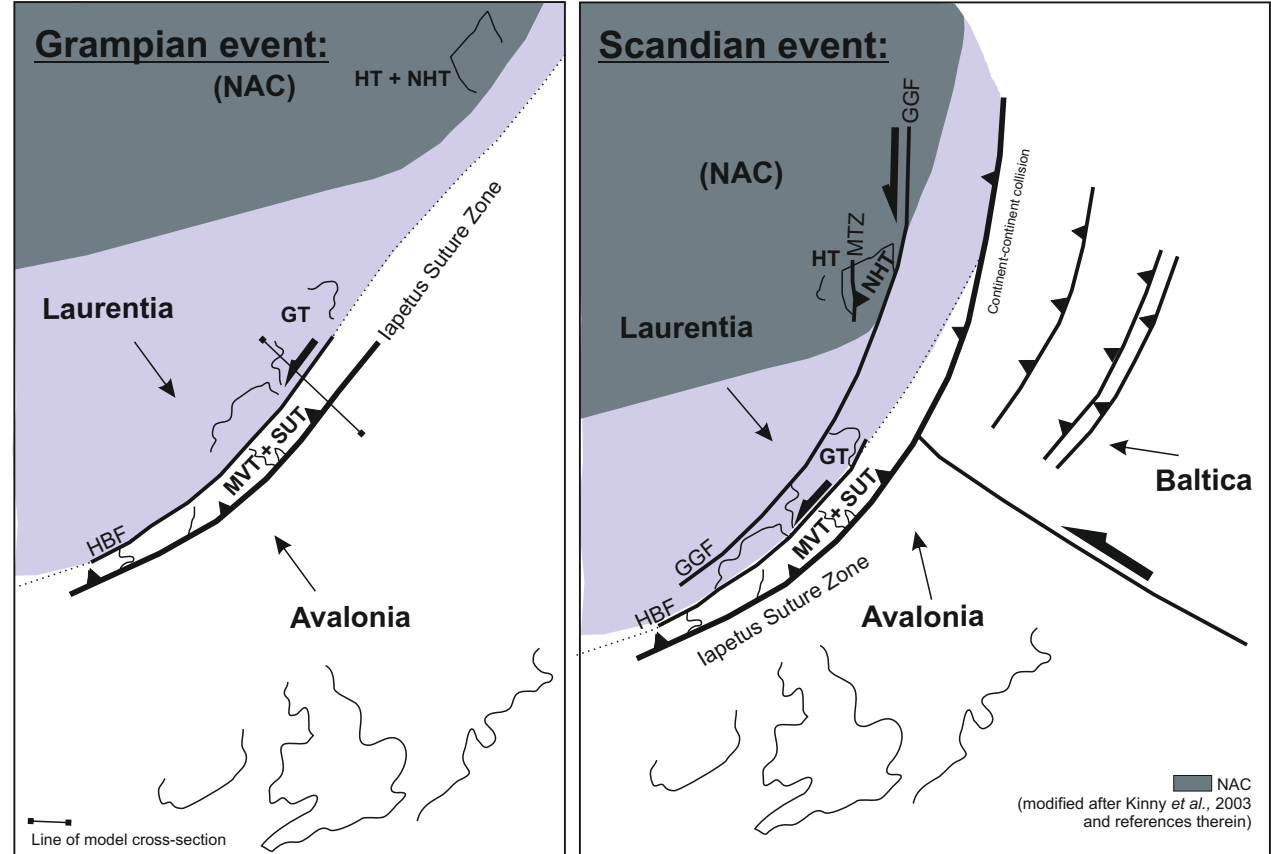 Grampian event:
(NAC)
HT + NHT
Iapetus Suture Zone
Laurentia
GT
MVT + SUT
HBF
Avalonia
Line of model cross-section
Scandian event:
GGF
(NAC)
Continent-continent collision
HT
MTZ
NHT
Laurentia
GT
Baltica
MVT + SUT
GGF
HBF
Iapetus Suture Zone
Avalonia
NAC
(modified after Kinny et al., 2003
and references therein)